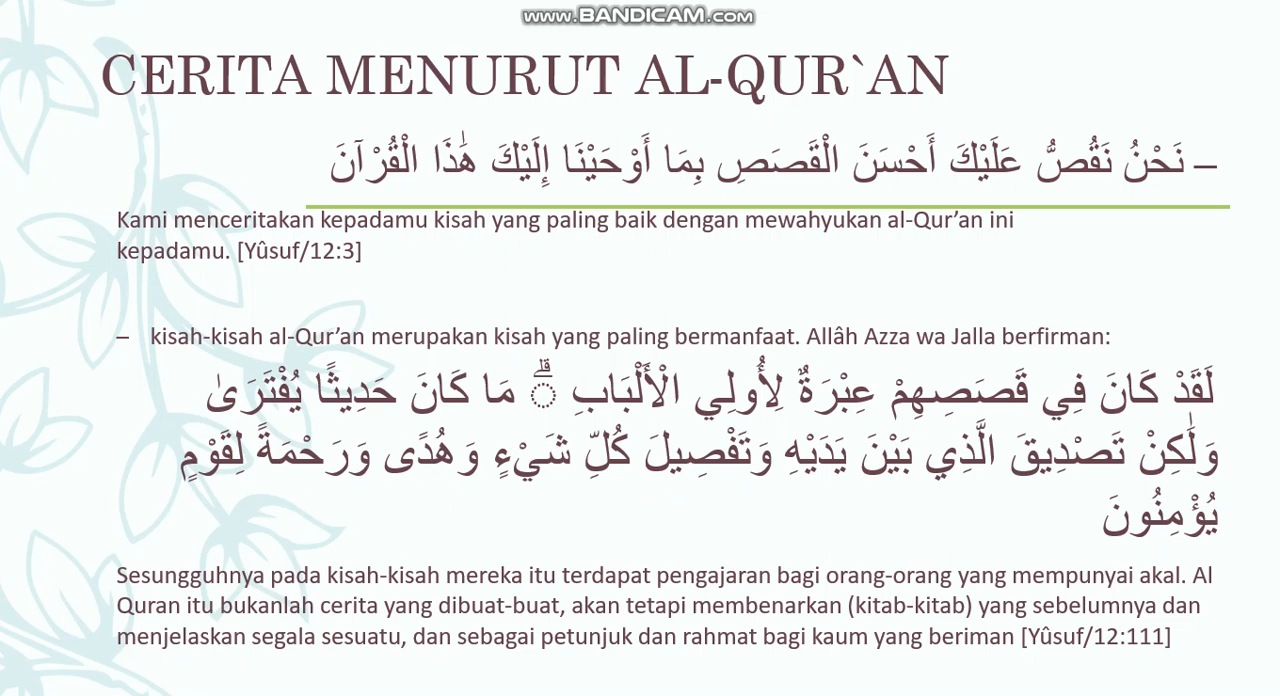 www.BANDICAM.com
CERITA MENURUT AL-QUR`AN
– نَحْنُ نَقُصُّ عَلَيْكَ أَحْسَنَ الْقَصَصِ بِمَا أَوْحَيْنَا إِلَيْكَ هَٰذَا الْقُرْآنَ
Kami menceritakan kepadamu kisah yang paling baik dengan mewahyukan al-Qur’an ini
kepadamu. [Yûsuf/12:3]
– kisah-kisah al-Qur’an merupakan kisah yang paling bermanfaat. Allâh Azza wa Jalla berfirman:
لَقَدْ كَانَ فِي قَصَصِهِمْ عِبْرَةٌ لِأُولِي الْأَلْبَابِ ۗ مَا كَانَ حَدِيثًا يُفْتَرَىٰ
وَلَٰكِنْ تَصْدِيقَ الَّذِي بَيْنَ يَدَيْهِ وَتَفْصِيلَ كُلِّ شَيْءٍ وَهُدًى وَرَحْمَةً لِقَوْمٍ
يُؤْمِنُونَ
Sesungguhnya pada kisah-kisah mereka itu terdapat pengajaran bagi orang-orang yang mempunyai akal. Al
Quran itu bukanlah cerita yang dibuat-buat, akan tetapi membenarkan (kitab-kitab) yang sebelumnya dan
menjelaskan segala sesuatu, dan sebagai petunjuk dan rahmat bagi kaum yang beriman [Yûsuf/12:111]